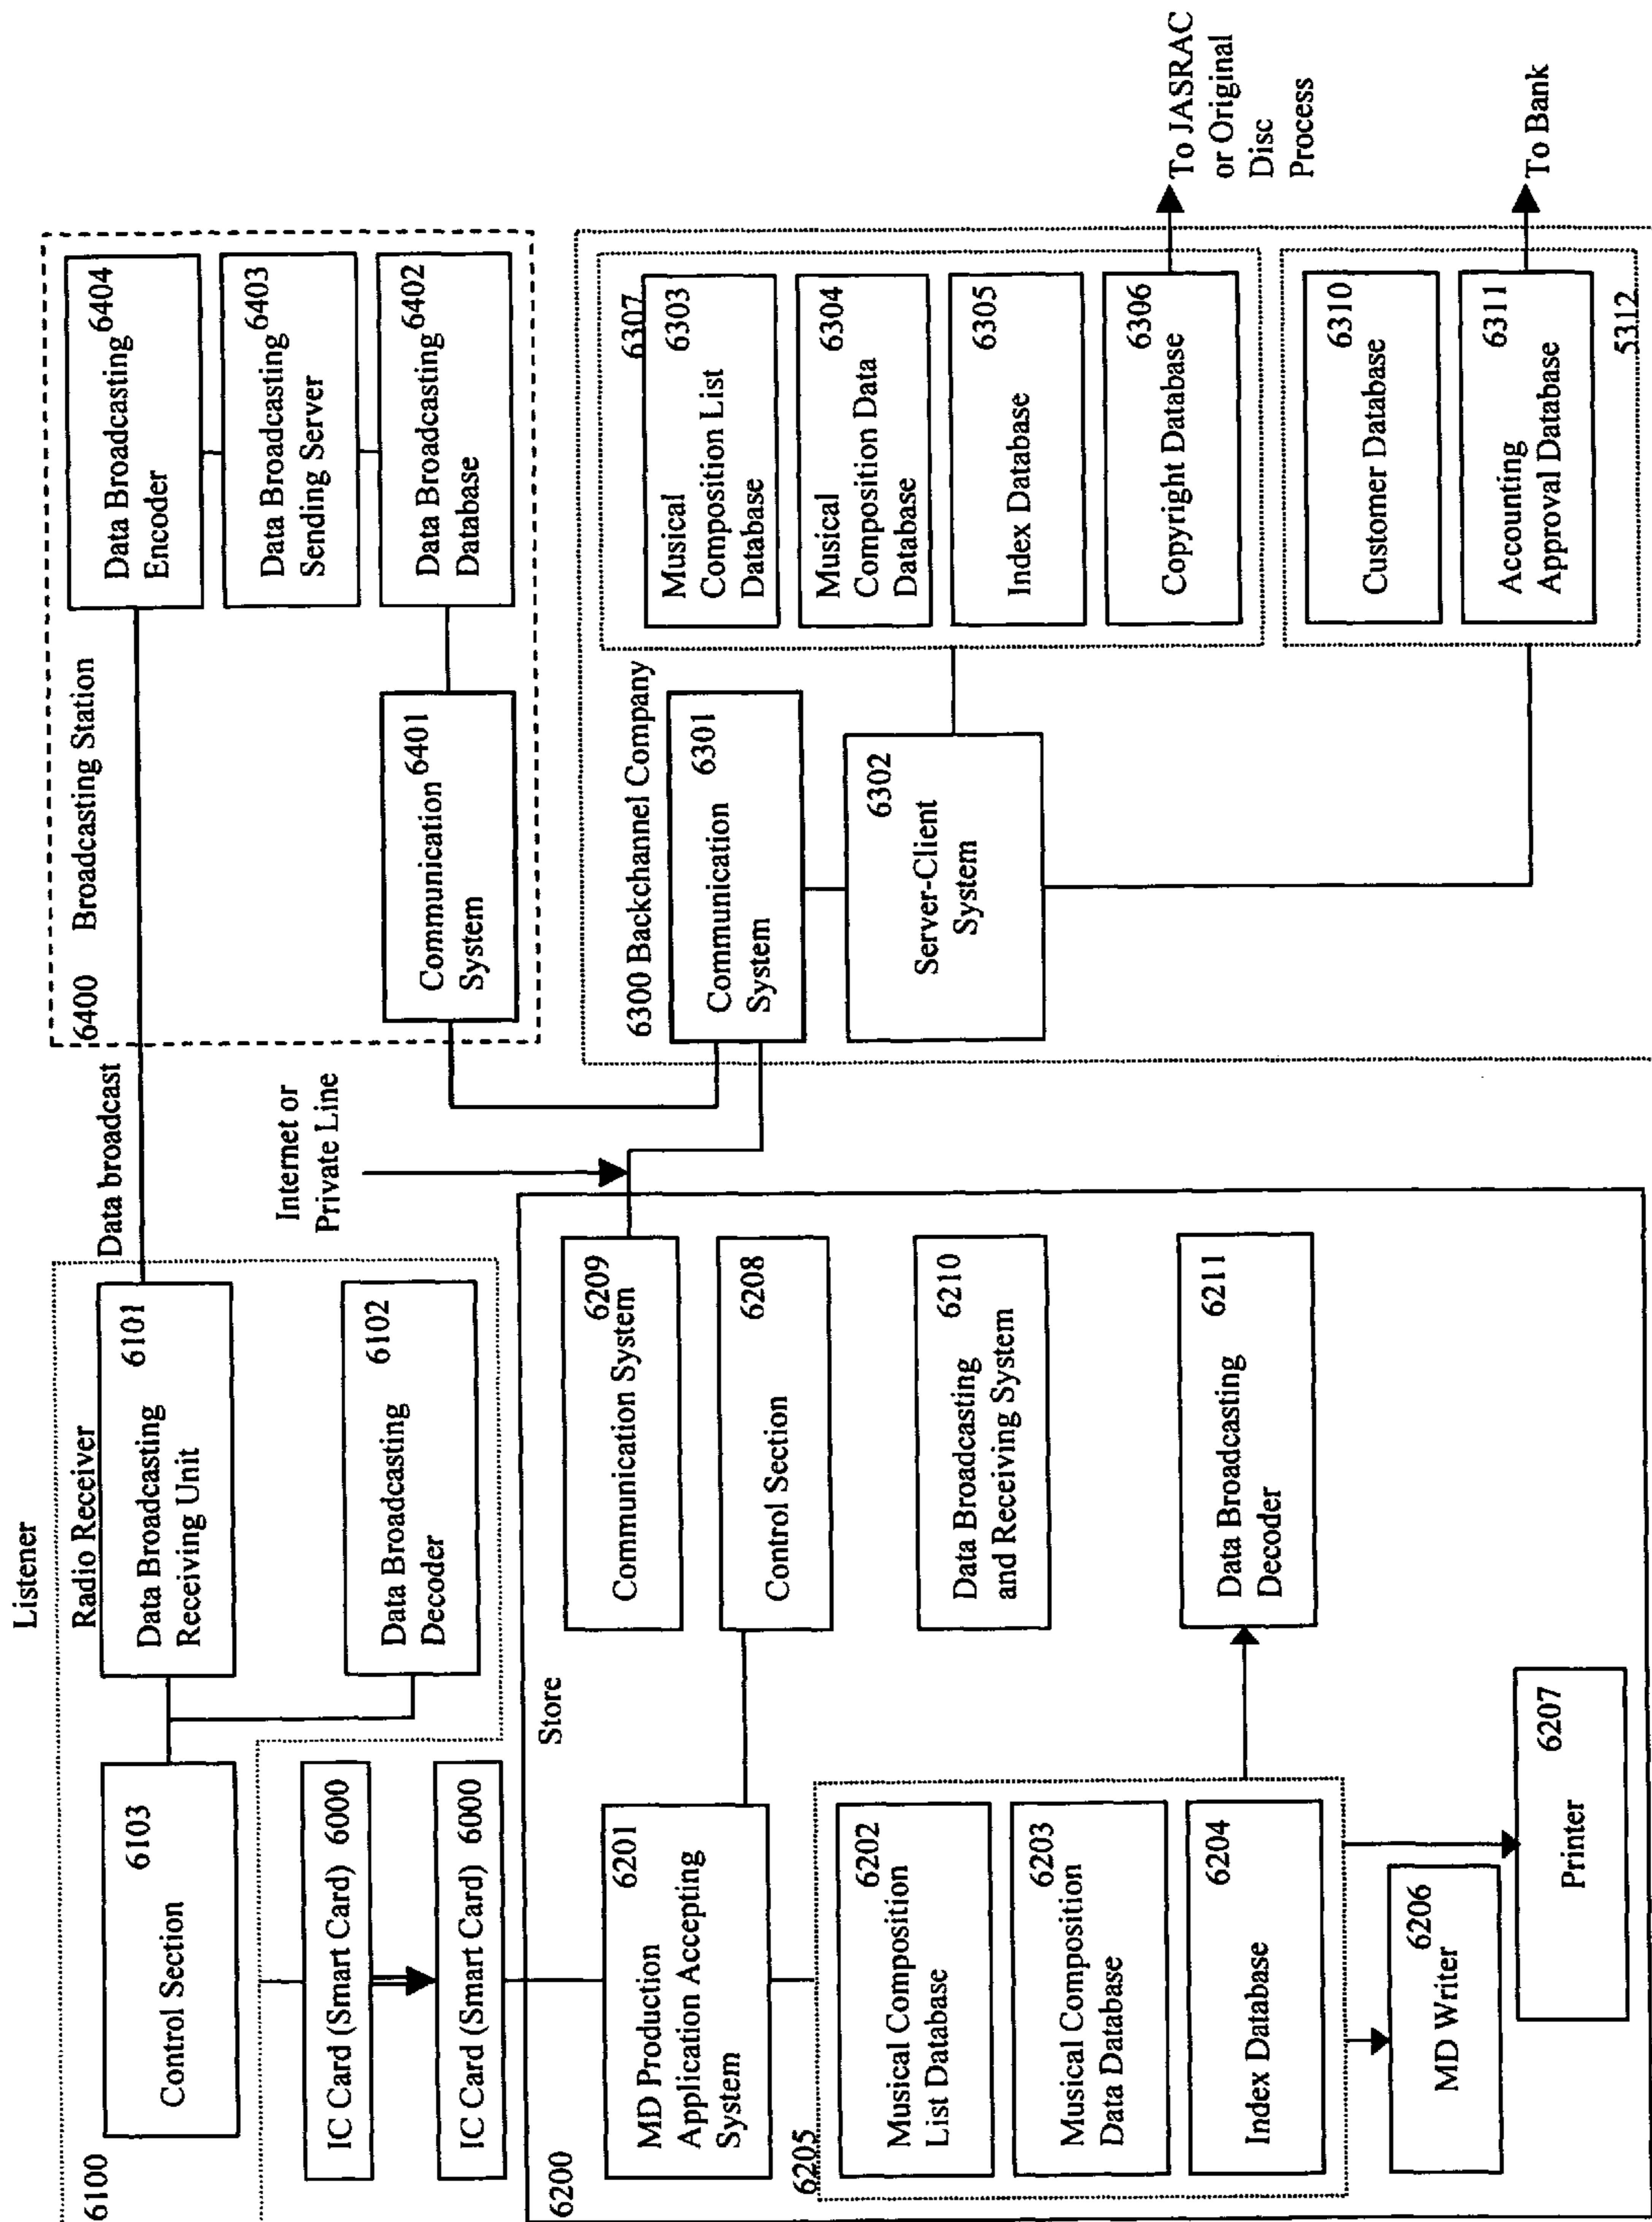 Listener
6100
Radio Receiver
6103
Control Section
6101
Data Broadcasting
Receiving Unit
6102
Data Broadcasting
Decoder
IC Card (Smart Card) 6000
IC Card (Smart Card) 6000
Data broadcast
Internet or
Private Line
6400 Broadcasting Station
Data Broadcasting
Encoder
6404
Data Broadcasting
Sending Server
6403
Data Broadcasting
Database
6402
Communication
System
6401
6200
Store
6201
MD Production
Application Accepting
System
6209
Communication System
6208
Control Section
6210
Data Broadcasting
and Receiving System
6211
Data Broadcasting
Decoder
6205
6202
Musical Composition
List Database
6203
Musical Composition
Data Database
6204
Index Database
6206
MD Writer
6207
Printer
6300 Backchannel Company
6301
Communication
System
6302
Server-Client
System
6307
6303
Musical
Composition List
Database
6304
Musical
Composition Data
Database
6305
Index Database
6306
Copyright Database
To JASRAC
or Original
Disc
Process
6310
Customer Database
6311
Accounting
Approval Database
5312
To Bank